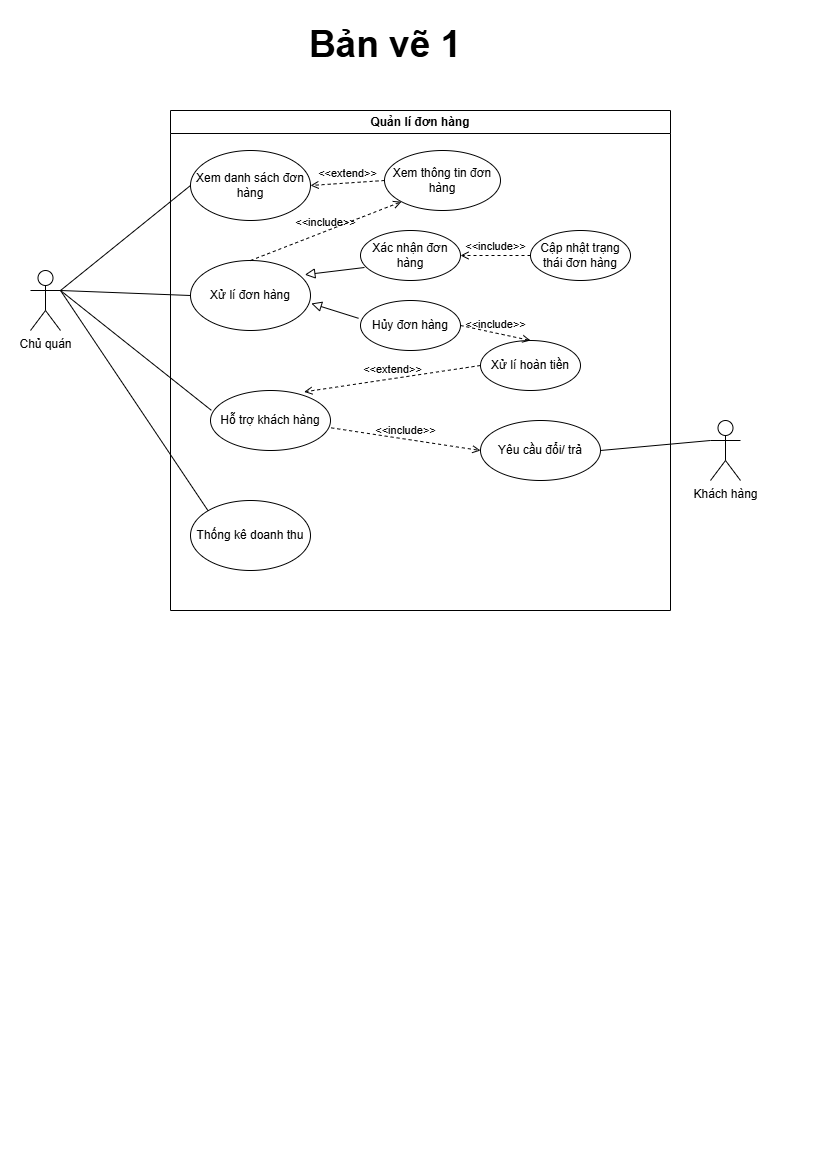 Bản vẽ 1
Quản lí đơn hàng
Xem danh sách đơn
hàng
<<extend>>
Xem thông tin đơn
hàng
<<include>>
Xác nhận đơn
hàng
<<include>>
Cập nhật trạng
thái đơn hàng
Xử lí đơn hàng
Hủy đơn hàng
<<include>>
Chủ quán
Xử lí hoàn tiền
<<extend>>
Hỗ trợ khách hàng
<<include>>
Yêu cầu đổi/ trả
Khách hàng
Thống kê doanh thu